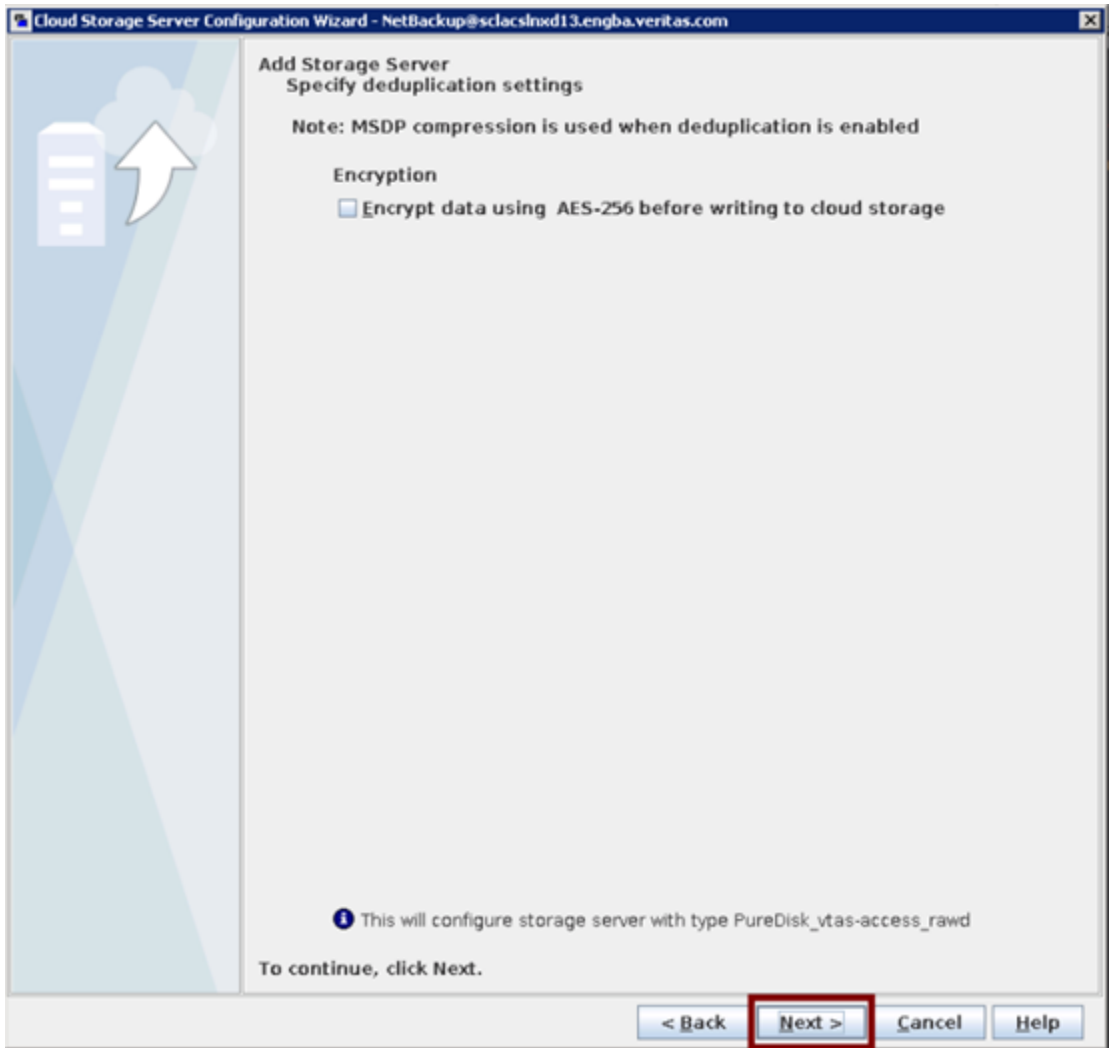 Cloud Storage Server Configuration Wizard - NetBackup@sclacslnxd13.engba.veritas.com
Add Storage Server
Specify deduplication settings
Note: MSDP compression is used when deduplication is enabled
Encryption
Encrypt data using AES-256 before writing to cloud storage
This will configure storage server with type PureDisk_vtas-access_rawd
To continue, click Next.
< Back Next > Cancel Help